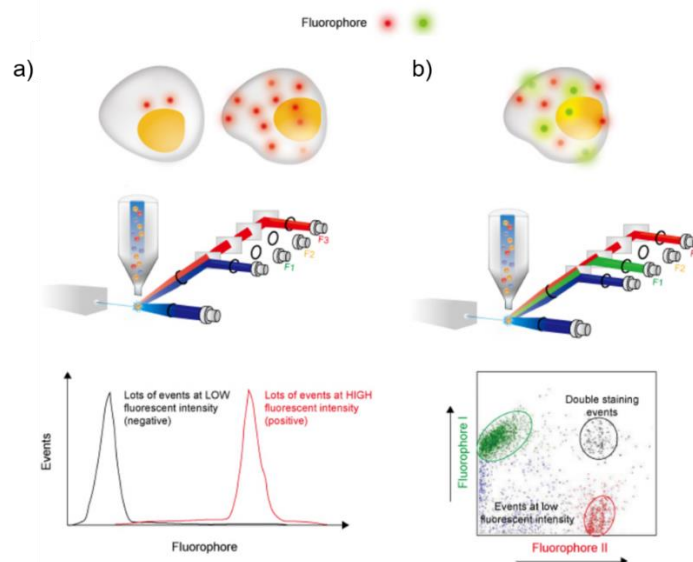 Fluorophore
a)
b)
F3
F2
F1
F2
F1
Lots of events at LOW
fluorescent intensity
(negative)
Lots of events at HIGH
fluorescent intensity
(positive)
Events
Fluorophore
Double staining
events
Fluorophore I
Events at low
fluorescent intensity
Fluorophore II